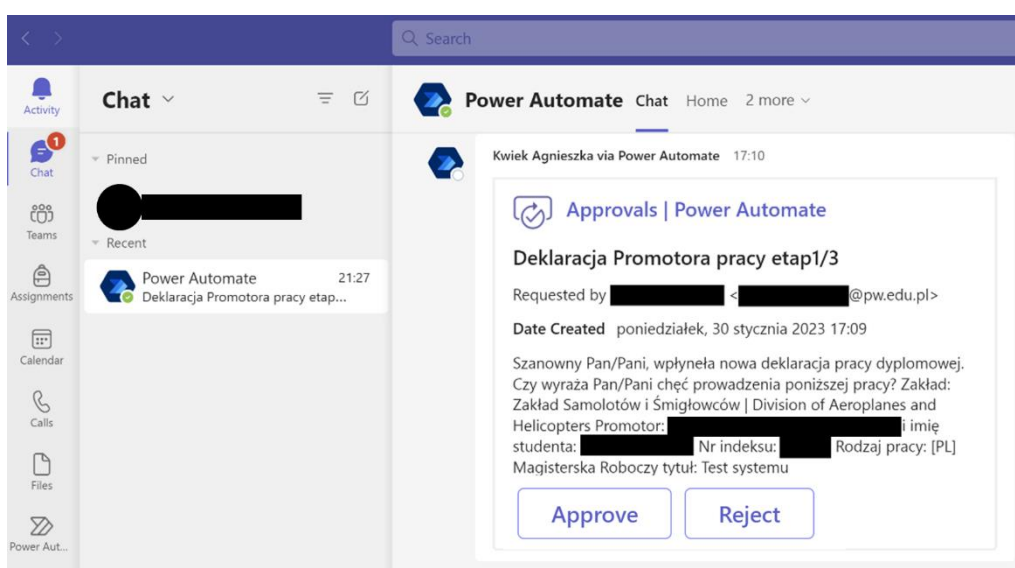 Search
Activity
Chat
Teams
Assignments
Calendar
Calls
Files
Power Aut...
1
Chat
Pinned
Recent
Power Automate 21:27
Deklaracja Promotora pracy etap...
Power Automate Chat Home 2 more
Kwiek Agnieszka via Power Automate 17:10
Approvals | Power Automate
Deklaracja Promotora pracy etap1/3
Requested by < @pw.edu.pl>
Date Created poniedziałek, 30 stycznia 2023 17:09
Szanowny Pan/Pani, wpłyneła nowa deklaracja pracy dyplomowej.
Czy wyraża Pan/Pani chęć prowadzenia poniższej pracy? Zakład:
Zakład Samolotów i Śmigłowców | Division of Aeroplanes and
Helicopters Promotor: i imię
studenta: Nr indeksu: Rodzaj pracy: [PL]
Magisterska Roboczy tytuł: Test systemu
Approve Reject